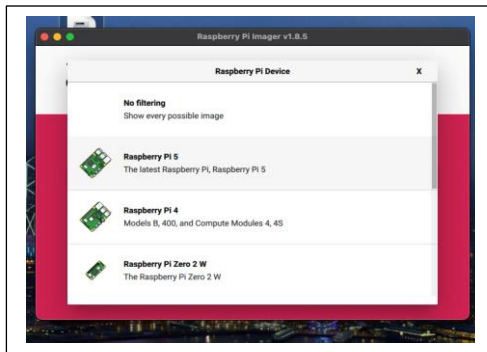 Raspberry Pi Imager v1.8.5
Raspberry Pi Device X
No filtering
Show every possible image
Raspberry Pi 5
The latest Raspberry Pi, Raspberry Pi 5
Raspberry Pi 4
Models B, 400, and Compute Modules 4, 4S
Raspberry Pi Zero 2 W
The Raspberry Pi Zero 2 W